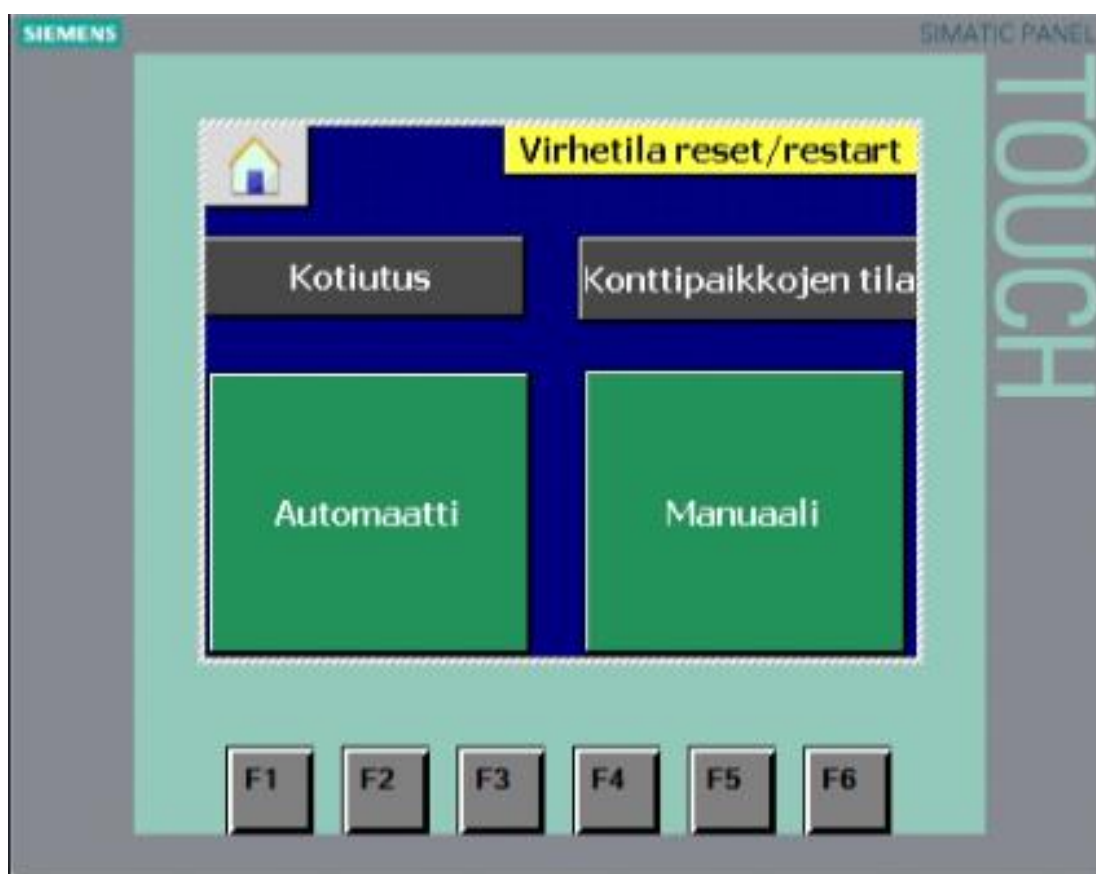 SIEMENS
SIMATIC PANEL
TOUCH
Virhetila reset/restart
Kotiutus
Konttipaikkojen tila
Automaatti
Manuaali
F1
F2
F3
F4
F5
F6